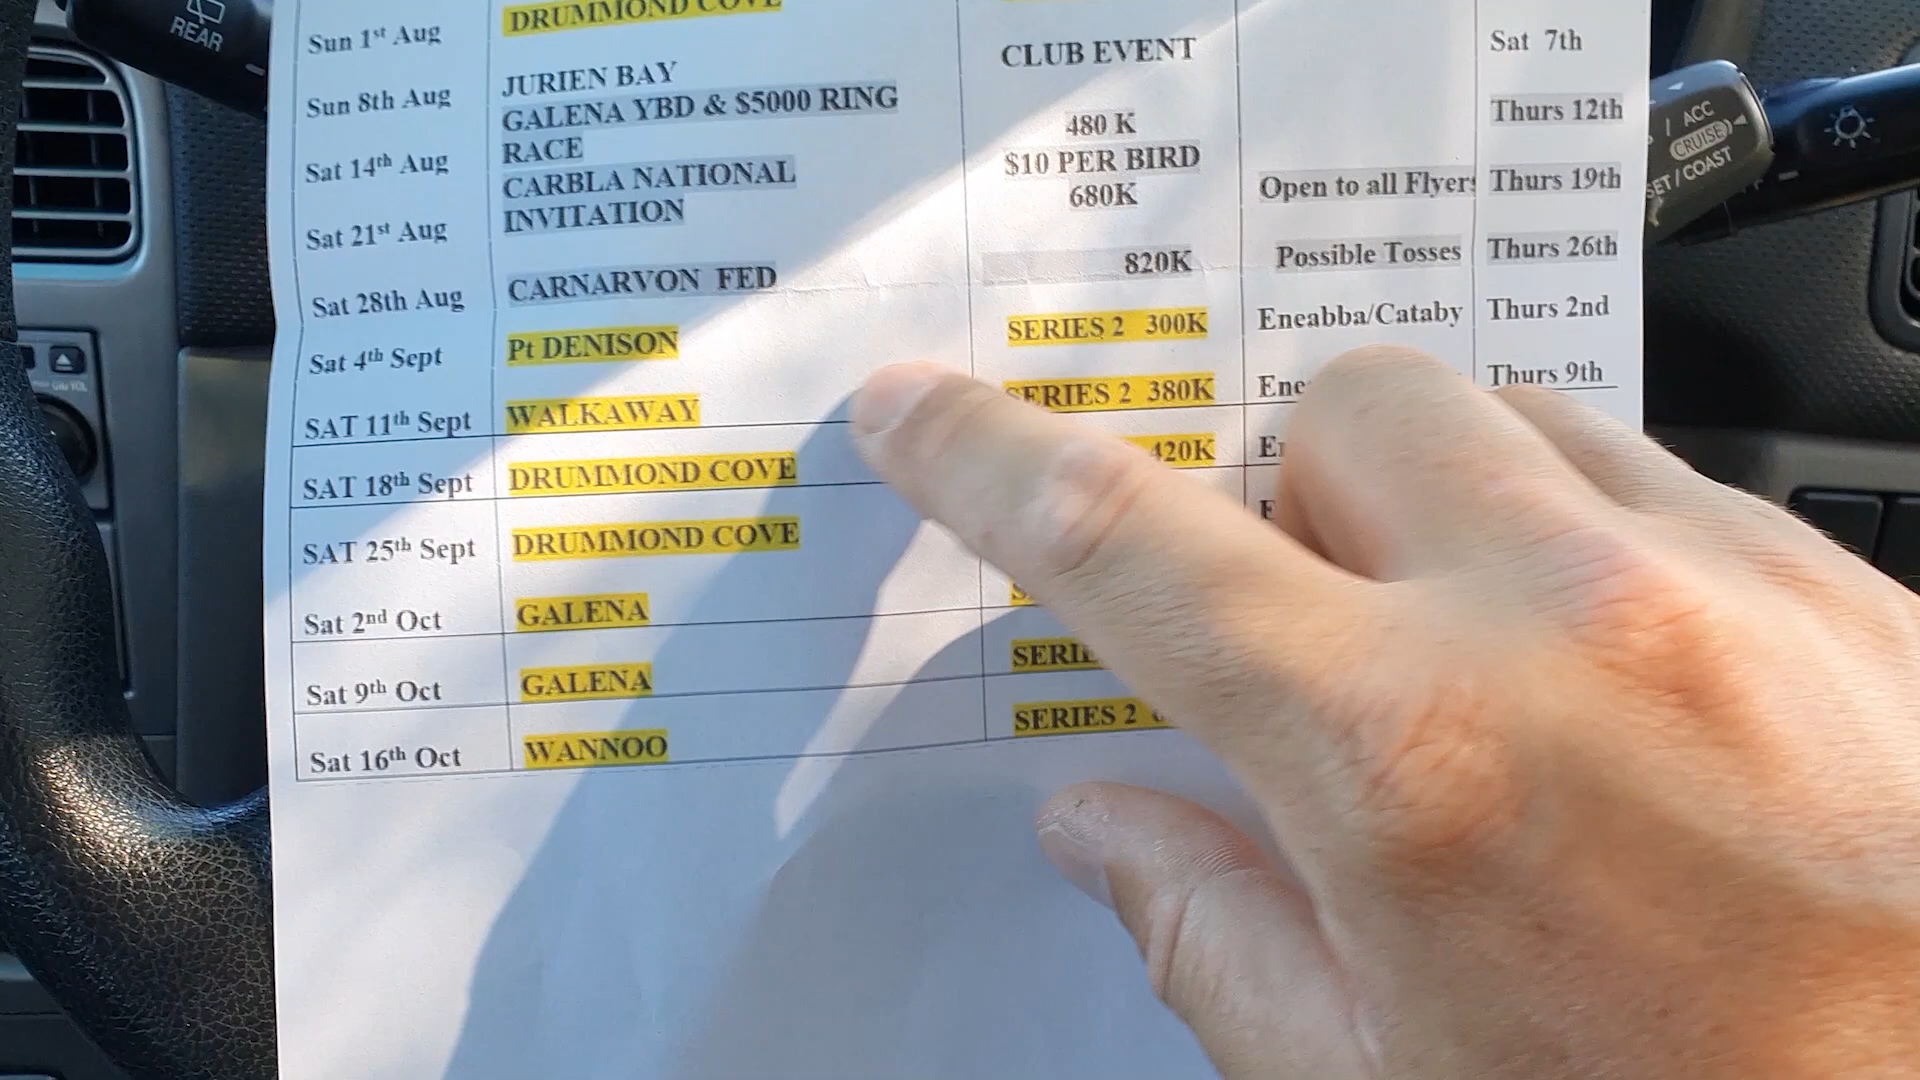 REAR
DRUMMOND COVE
Sun 1st Aug
CLUB EVENT
Sat 7th
JURIEN BAY
Sun 8th Aug
GALENA YBD & $5000 RING
RACE
480 K
Thurs 12th
Sat 14th Aug
CARBLA NATIONAL
INVITATION
$10 PER BIRD
680K
Open to all Flyers
Thurs 19th
Sat 21st Aug
CARNARVON FED
820K
Possible Tosses
Thurs 26th
Sat 28th Aug
Pt DENISON
SERIES 2 300K
Eneabba/Cataby
Thurs 2nd
Sat 4th Sept
WALKAWAY
SERIES 2 380K
Thurs 9th
SAT 11th Sept
DRUMMOND COVE
420K
SAT 18th Sept
DRUMMOND COVE
SAT 25th Sept
GALENA
Sat 2nd Oct
GALENA
Sat 9th Oct
WANNOO
SERIES 2
Sat 16th Oct
ACC
CRUISE
SET / COAST